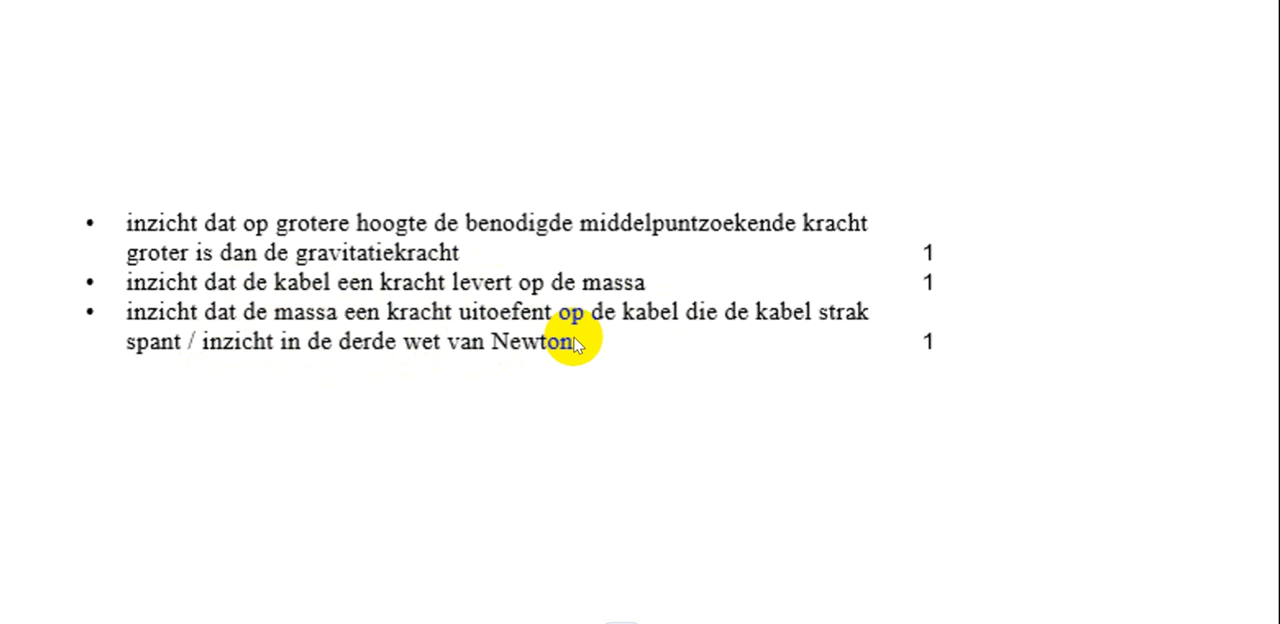 • inzicht dat op grotere hoogte de benodigde middelpuntzoekende kracht
groter is dan de gravitatiekracht 1
• inzicht dat de kabel een kracht levert op de massa 1
• inzicht dat de massa een kracht uitoefent op de kabel die de kabel strak
spant / inzicht in de derde wet van Newton 1